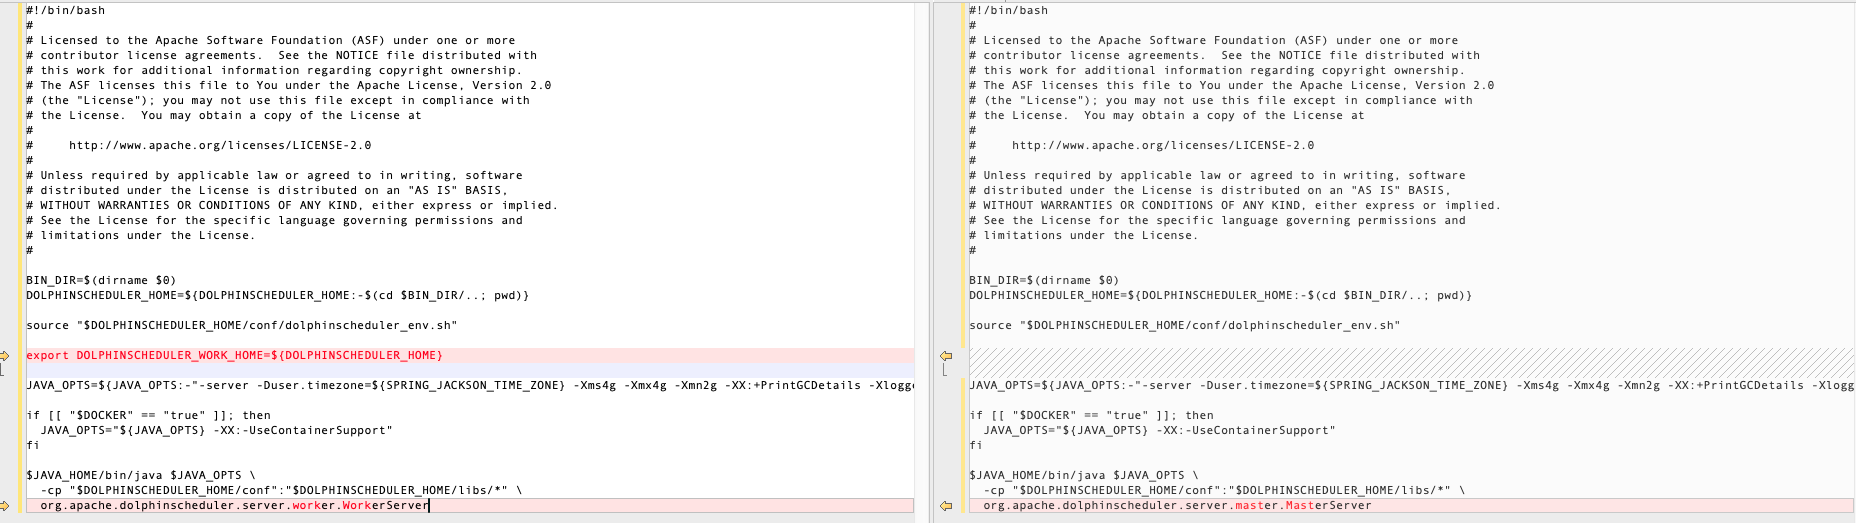 #!/bin/bash
#
# Licensed to the Apache Software Foundation (ASF) under one or more
# contributor license agreements.  See the NOTICE file distributed with
# this work for additional information regarding copyright ownership.
# The ASF licenses this file to You under the Apache License, Version 2.0
# (the "License"); you may not use this file except in compliance with
# the License.  You may obtain a copy of the License at
#
#     http://www.apache.org/licenses/LICENSE-2.0
#
# Unless required by applicable law or agreed to in writing, software
# distributed under the License is distributed on an "AS IS" BASIS,
# WITHOUT WARRANTIES OR CONDITIONS OF ANY KIND, either express or implied.
# See the License for the specific language governing permissions and
# limitations under the License.
#
BIN_DIR=$(dirname $0)
DOLPHINSCHEDULER_HOME=${DOLPHINSCHEDULER_HOME:-$(cd $BIN_DIR/..; pwd)}
source "$DOLPHINSCHEDULER_HOME/conf/dolphinscheduler_env.sh"
export DOLPHINSCHEDULER_WORK_HOME=${DOLPHINSCHEDULER_HOME}
JAVA_OPTS=${JAVA_OPTS:-"-server -Duser.timezone=${SPRING_JACKSON_TIME_ZONE} -Xms4g -Xmx4g -Xmn2g -XX:+PrintGCDetails -Xlogg
if [[ "$DOCKER" == "true" ]]; then
  JAVA_OPTS="${JAVA_OPTS} -XX:-UseContainerSupport"
fi
$JAVA_HOME/bin/java $JAVA_OPTS \
  -cp "$DOLPHINSCHEDULER_HOME/conf":"$DOLPHINSCHEDULER_HOME/libs/*" \
  org.apache.dolphinscheduler.server.worker.WorkerServer
#!/bin/bash
#
# Licensed to the Apache Software Foundation (ASF) under one or more
# contributor license agreements.  See the NOTICE file distributed with
# this work for additional information regarding copyright ownership.
# The ASF licenses this file to You under the Apache License, Version 2.0
# (the "License"); you may not use this file except in compliance with
# the License.  You may obtain a copy of the License at
#
#     http://www.apache.org/licenses/LICENSE-2.0
#
# Unless required by applicable law or agreed to in writing, software
# distributed under the License is distributed on an "AS IS" BASIS,
# WITHOUT WARRANTIES OR CONDITIONS OF ANY KIND, either express or implied.
# See the License for the specific language governing permissions and
# limitations under the License.
#
BIN_DIR=$(dirname $0)
DOLPHINSCHEDULER_HOME=${DOLPHINSCHEDULER_HOME:-$(cd $BIN_DIR/..; pwd)}
source "$DOLPHINSCHEDULER_HOME/conf/dolphinscheduler_env.sh"
JAVA_OPTS=${JAVA_OPTS:-"-server -Duser.timezone=${SPRING_JACKSON_TIME_ZONE} -Xms4g -Xmx4g -Xmn2g -XX:+PrintGCDetails -Xlogg
if [[ "$DOCKER" == "true" ]]; then
  JAVA_OPTS="${JAVA_OPTS} -XX:-UseContainerSupport"
fi
$JAVA_HOME/bin/java $JAVA_OPTS \
  -cp "$DOLPHINSCHEDULER_HOME/conf":"$DOLPHINSCHEDULER_HOME/libs/*" \
  org.apache.dolphinscheduler.server.master.MasterServer